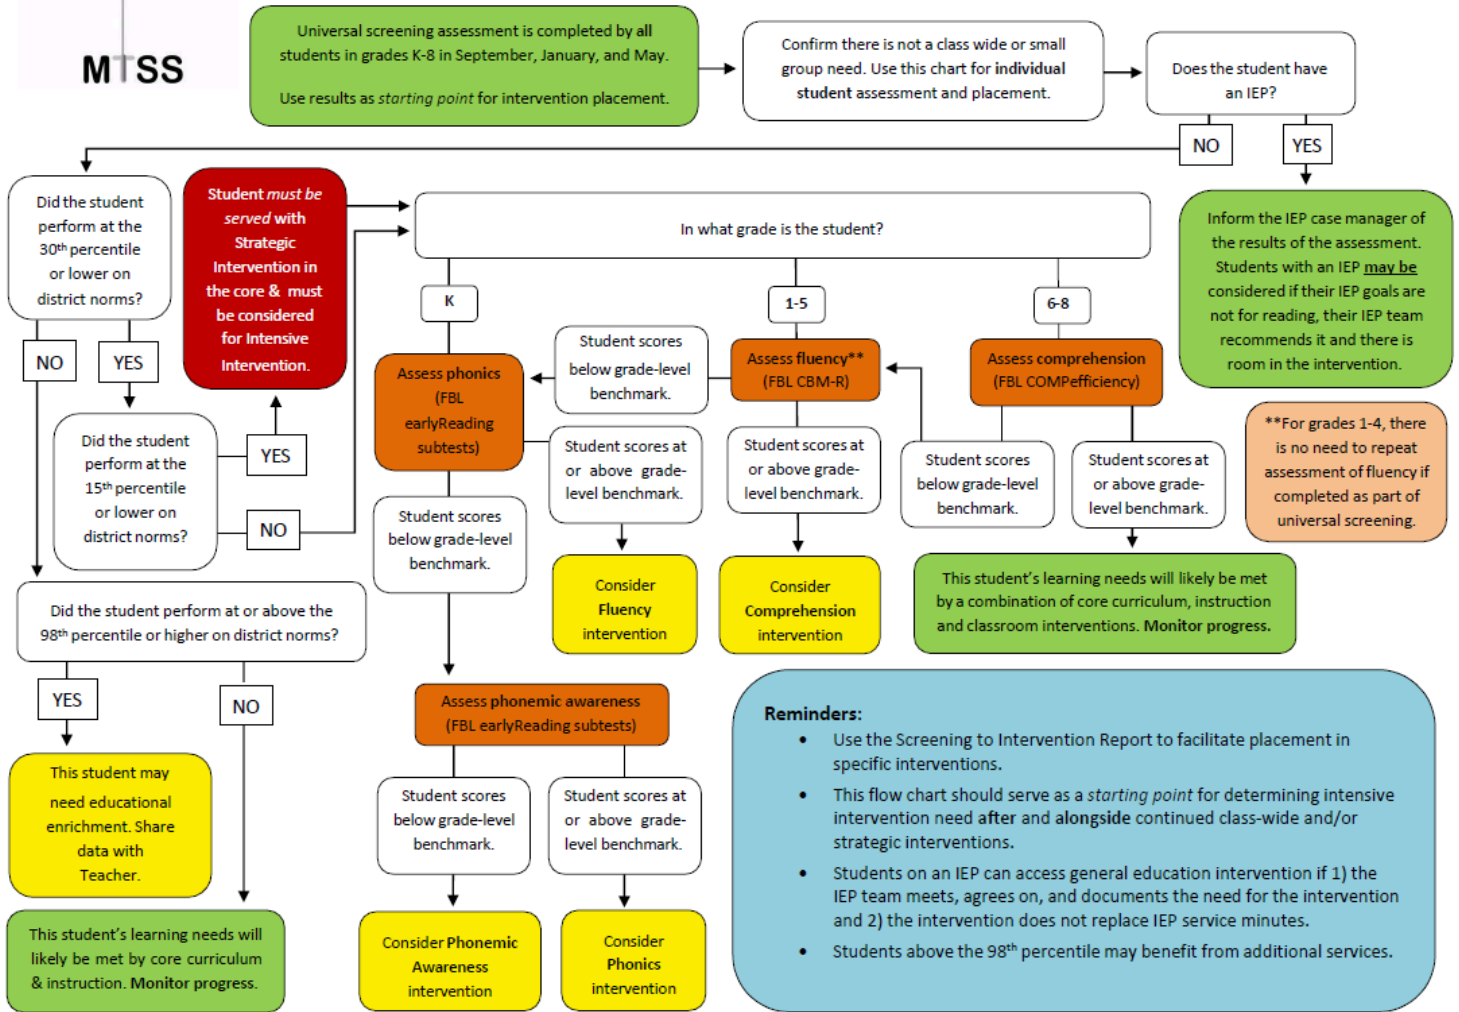 MTSS
Universal screening assessment is completed by all
students in grades K-8 in September, January, and May.
Use results as starting point for intervention placement.
Confirm there is not a class wide or small
group need. Use this chart for individual
student assessment and placement.
Does the student have
an IEP?
NO
YES
Did the student
perform at the
30th percentile
or lower on
district norms?
Student must be
served with
Strategic
Intervention in
the core & must
be considered
for Intensive
Intervention.
In what grade is the student?
Inform the IEP case manager of
the results of the assessment.
Students with an IEP may be
considered if their IEP goals are
not for reading, their IEP team
recommends it and there is
room in the intervention.
K
1-5
6-8
NO
YES
Assess phonics
(FBL
earlyReading
subtests)
Student scores
below grade-level
benchmark.
Assess fluency**
(FBL CBM-R)
Assess comprehension
(FBL COMPefficiency)
Did the student
perform at the
15th percentile
or lower on
district norms?
YES
NO
Student scores at
or above grade-
level benchmark.
Student scores at
or above grade-
level benchmark.
Student scores
below grade-level
benchmark.
Student scores at
or above grade-
level benchmark.
**For grades 1-4, there
is no need to repeat
assessment of fluency if
completed as part of
universal screening.
Student scores
below grade-level
benchmark.
Consider
Fluency
intervention
Consider
Comprehension
intervention
This student's learning needs will likely be met
by a combination of core curriculum, instruction
and classroom interventions. Monitor progress.
Did the student perform at or above the
98th percentile or higher on district norms?
YES
NO
Assess phonemic awareness
(FBL earlyReading subtests)
This student may
need educational
enrichment. Share
data with
Teacher.
Student scores
below grade-level
benchmark.
Student scores at
or above grade-
level benchmark.
This student's learning needs will
likely be met by core curriculum
& instruction. Monitor progress.
Consider Phonemic
Awareness
intervention
Consider
Phonics
intervention
Reminders:
• Use the Screening to Intervention Report to facilitate placement in
specific interventions.
• This flow chart should serve as a starting point for determining intensive
intervention need after and alongside continued class-wide and/or
strategic interventions.
• Students on an IEP can access general education intervention if 1) the
IEP team meets, agrees on, and documents the need for the intervention
and 2) the intervention does not replace IEP service minutes.
• Students above the 98th percentile may benefit from additional services.